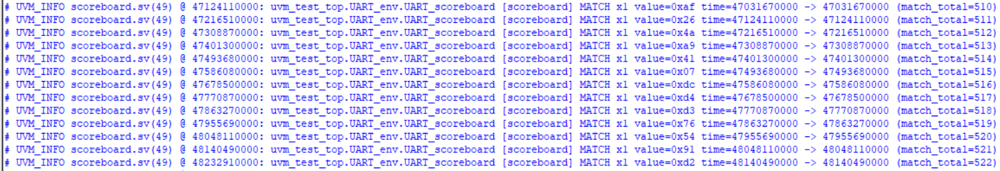 # UVM_INFO scoreboard.sv(49) @ 47124110000: uvm_test_top.UART_env.UART_scoreboard [scoreboard] MATCH x1 value=0xaf time=47031670000 -> 47031670000 (match_total=510)
# UVM_INFO scoreboard.sv(49) @ 47216510000: uvm_test_top.UART_env.UART_scoreboard [scoreboard] MATCH x1 value=0x26 time=47124110000 -> 47124110000 (match_total=511)
# UVM_INFO scoreboard.sv(49) @ 47308870000: uvm_test_top.UART_env.UART_scoreboard [scoreboard] MATCH x1 value=0x4a time=47216510000 -> 47216510000 (match_total=512)
# UVM_INFO scoreboard.sv(49) @ 47401300000: uvm_test_top.UART_env.UART_scoreboard [scoreboard] MATCH x1 value=0xa9 time=47308870000 -> 47308870000 (match_total=513)
# UVM_INFO scoreboard.sv(49) @ 47493680000: uvm_test_top.UART_env.UART_scoreboard [scoreboard] MATCH x1 value=0x41 time=47401300000 -> 47401300000 (match_total=514)
# UVM_INFO scoreboard.sv(49) @ 47586080000: uvm_test_top.UART_env.UART_scoreboard [scoreboard] MATCH x1 value=0x07 time=47493680000 -> 47493680000 (match_total=515)
# UVM_INFO scoreboard.sv(49) @ 47678500000: uvm_test_top.UART_env.UART_scoreboard [scoreboard] MATCH x1 value=0xdc time=47586080000 -> 47586080000 (match_total=516)
# UVM_INFO scoreboard.sv(49) @ 47770870000: uvm_test_top.UART_env.UART_scoreboard [scoreboard] MATCH x1 value=0xd4 time=47678500000 -> 47678500000 (match_total=517)
# UVM_INFO scoreboard.sv(49) @ 47863270000: uvm_test_top.UART_env.UART_scoreboard [scoreboard] MATCH x1 value=0xd3 time=47770870000 -> 47770870000 (match_total=518)
# UVM_INFO scoreboard.sv(49) @ 47955690000: uvm_test_top.UART_env.UART_scoreboard [scoreboard] MATCH x1 value=0x76 time=47863270000 -> 47863270000 (match_total=519)
# UVM_INFO scoreboard.sv(49) @ 48048110000: uvm_test_top.UART_env.UART_scoreboard [scoreboard] MATCH x1 value=0x54 time=47955690000 -> 47955690000 (match_total=520)
# UVM_INFO scoreboard.sv(49) @ 48140490000: uvm_test_top.UART_env.UART_scoreboard [scoreboard] MATCH x1 value=0x91 time=48048110000 -> 48048110000 (match_total=521)
# UVM_INFO scoreboard.sv(49) @ 48232910000: uvm_test_top.UART_env.UART_scoreboard [scoreboard] MATCH x1 value=0xd2 time=48140490000 -> 48140490000 (match_total=522)